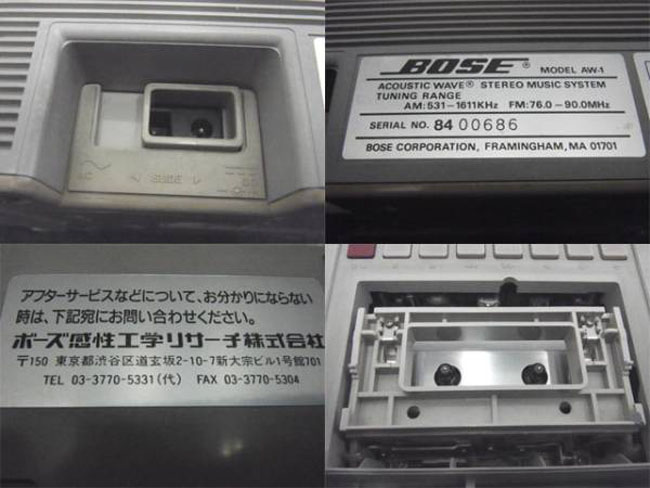 AC
DC
BOSE® MODEL AW-1
ACOUSTIC WAVE® STEREO MUSIC SYSTEM
TUNING RANGE
AM:531-1611KHz FM:76.0-90.0MHz
SERIAL NO. 84 00686
BOSE CORPORATION, FRAMINGHAM, MA 01701
アフターサービスなどについて、お分かりにならない
時は、下記宛にお問い合わせください。
ボーズ感性工学リサーチ株式会社
〒150 東京都渋谷区道玄坂2-10-7新大宗ビル1号館701
TEL 03-3770-5331(代) FAX 03-3770-5304